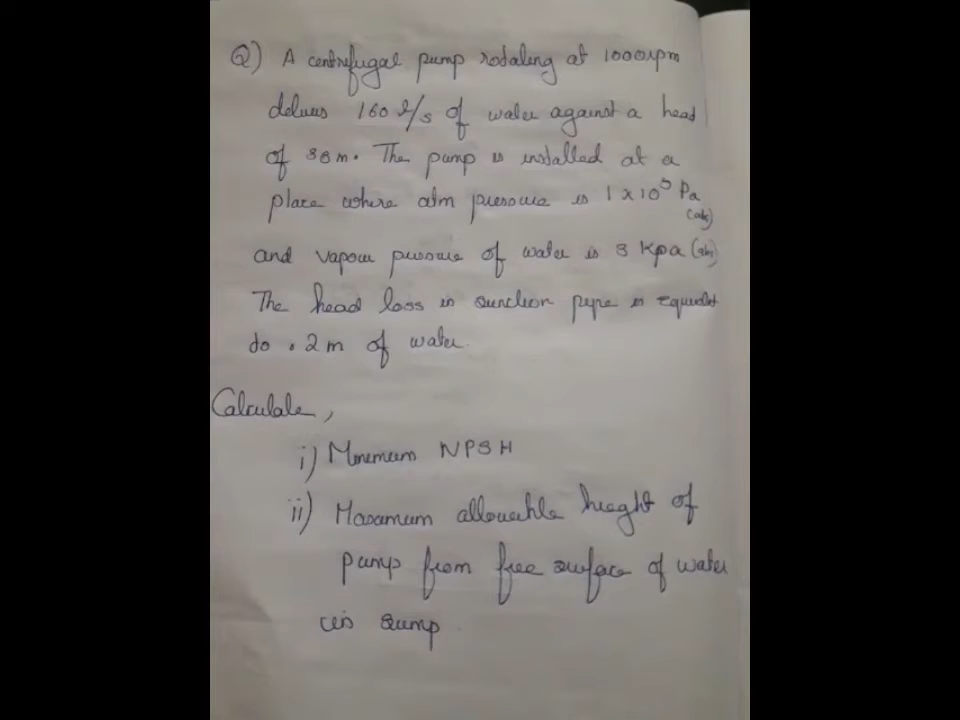 Q) A centrifugal pump rotating at 1000rpm
delivers 160 l/s of water against a head
of 30m. The pump is installed at a
place where atm pressure is 1 x 10⁵ Pa
(abs)
and vapour pressure of water is 3 Kpa (abs)
The head loss in suction pipe is equivalent
to .2m of water.
Calculate,
i) Minimum NPSH
ii) Maximum allowable height of
pump from free surface of water
in sump